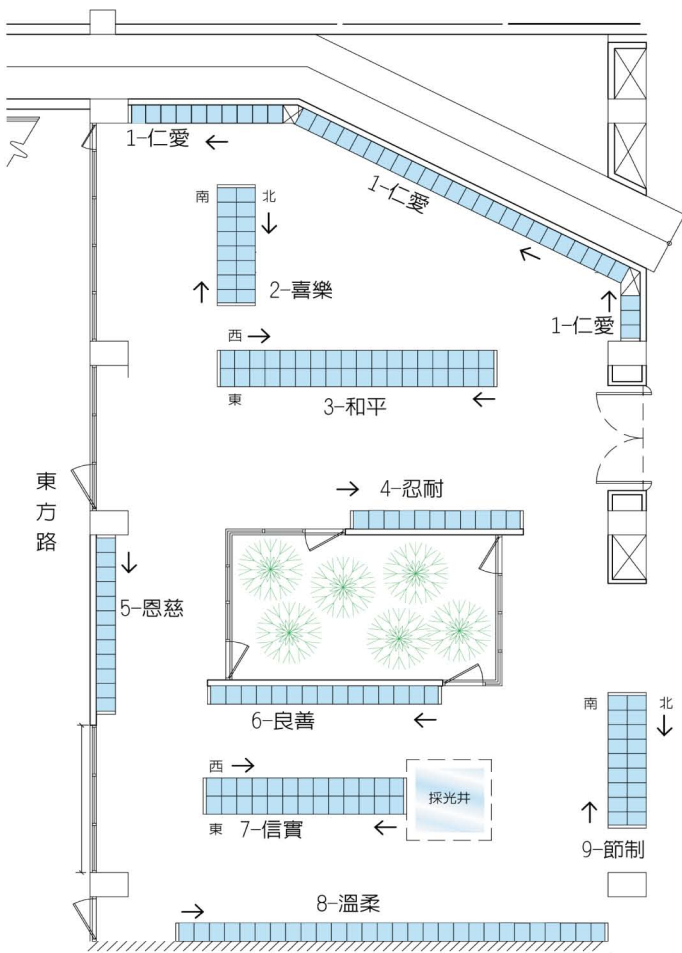 1-仁愛
1-仁愛
南
北
2-喜樂
1-仁愛
西
東
3-和平
4-忍耐
東方路
5-恩慈
6-良善
南
北
西
東
7-信實
採光井
9-節制
8-溫柔